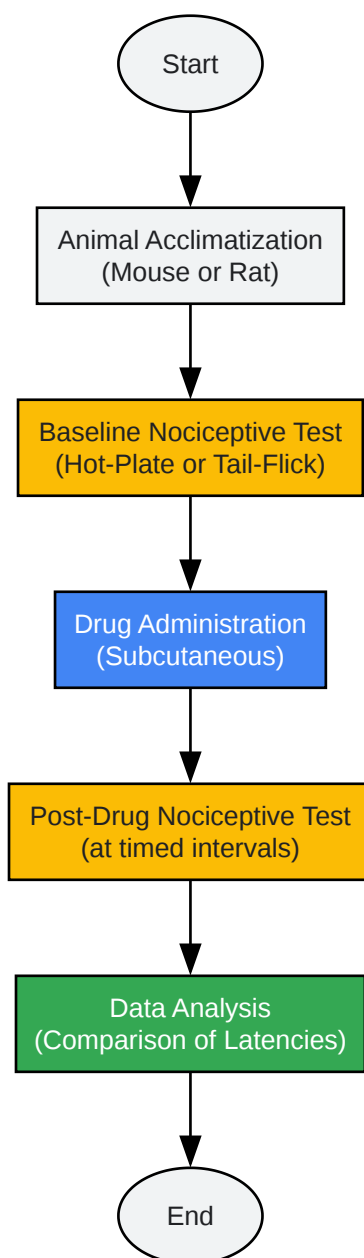 Start
Animal Acclimatization
(Mouse or Rat)
Baseline Nociceptive Test
(Hot-Plate or Tail-Flick)
Drug Administration
(Subcutaneous)
Post-Drug Nociceptive Test
(at timed intervals)
Data Analysis
(Comparison of Latencies)
End